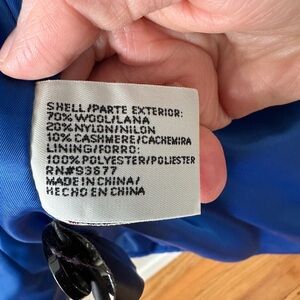 SHELL/PARTE EXTERIOR:
70% WOOL/LANA
20% NYLON/NILON
10% CASHMERE/CACHEMIRA
LINING/FORRO:
100% POLYESTER/POLIESTER
RN#93677
MADE IN CHINA/
HECHO EN CHINA